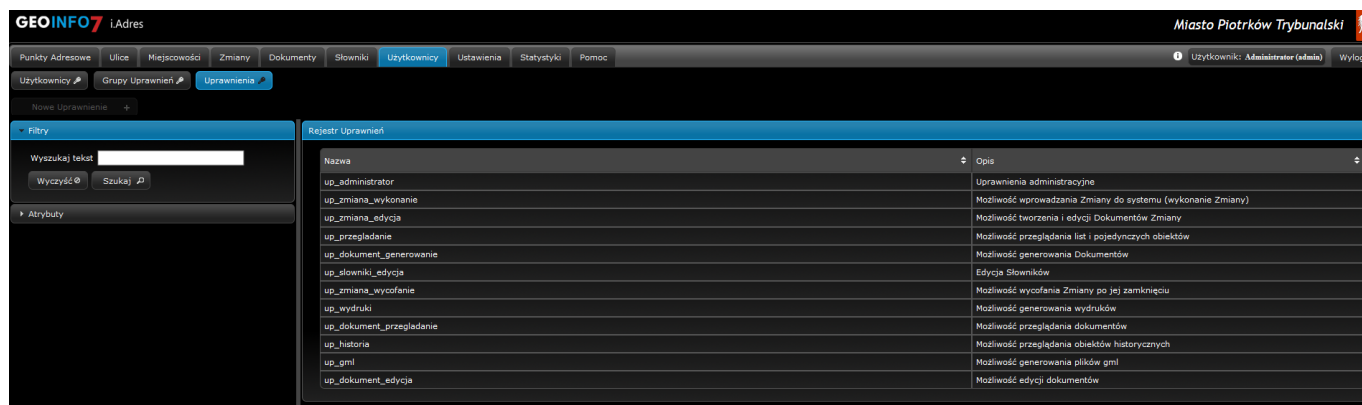 GEOINFO7 i.Adres
Miasto Piotrków Trybunalski
Punkty Adresowe Ulice Miejscowości Zmiany Dokumenty Słowniki Użytkownicy Ustawienia Statystyki Pomoc
Użytkownik: Administrator (admin) Wylog
Użytkownicy Grupy Uprawnień Uprawnienia
Nowe Uprawnienie +
Filtry
Wyszukaj tekst
Wyczyść Szukaj
Atrybuty
Rejestr Uprawnień
Nazwa Opis
up_administrator Uprawnienia administracyjne
up_zmiana_wykonanie Możliwość wprowadzania Zmiany do systemu (wykonanie Zmiany)
up_zmiana_edycja Możliwość tworzenia i edycji Dokumentów Zmiany
up_przegladanie Możliwość przeglądania list i pojedynczych obiektów
up_dokument_generowanie Możliwość generowania Dokumentów
up_slowniki_edycja Edycja Słowników
up_zmiana_wycofanie Możliwość wycofania Zmiany po jej zamknięciu
up_wydruki Możliwość generowania wydruków
up_dokument_przegladanie Możliwość przeglądania dokumentów
up_historia Możliwość przeglądania obiektów historycznych
up_gml Możliwość generowania plików gml
up_dokument_edycja Możliwość edycji dokumentów